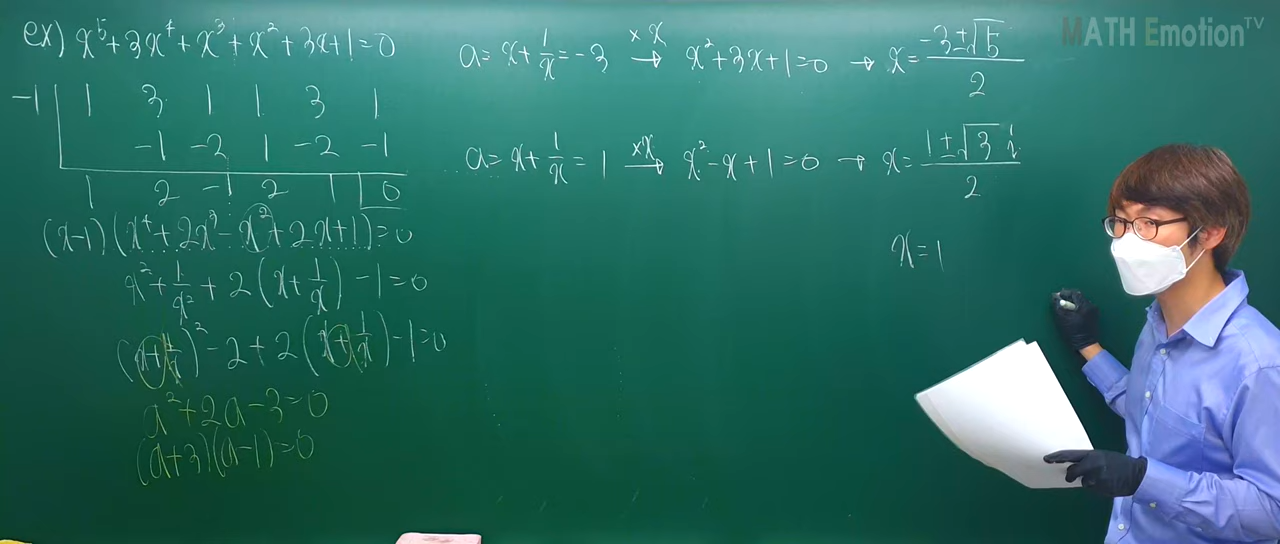 ex) x⁵+3x⁴+x³+x²+3x+1=0
-1 | 1 3 1 1 3 1
-1 -2 1 -2 -1
1 2 -1 2 1 | 0
(x-1)(x⁴+2x³-x²+2x+1)=0
x²+1/x²+2(x+1/x)-1=0
(x+1/x)²-2+2(x+1/x)-1=0
a²+2a-3=0
(a+3)(a-1)=0
a=x+1/x=-3 ×x→ x²+3x+1=0 → x=(-3±√5)/2
a=x+1/x=1 ×x→ x²-x+1=0 → x=(1±√3 i)/2
x=1
MATH Emotion TV